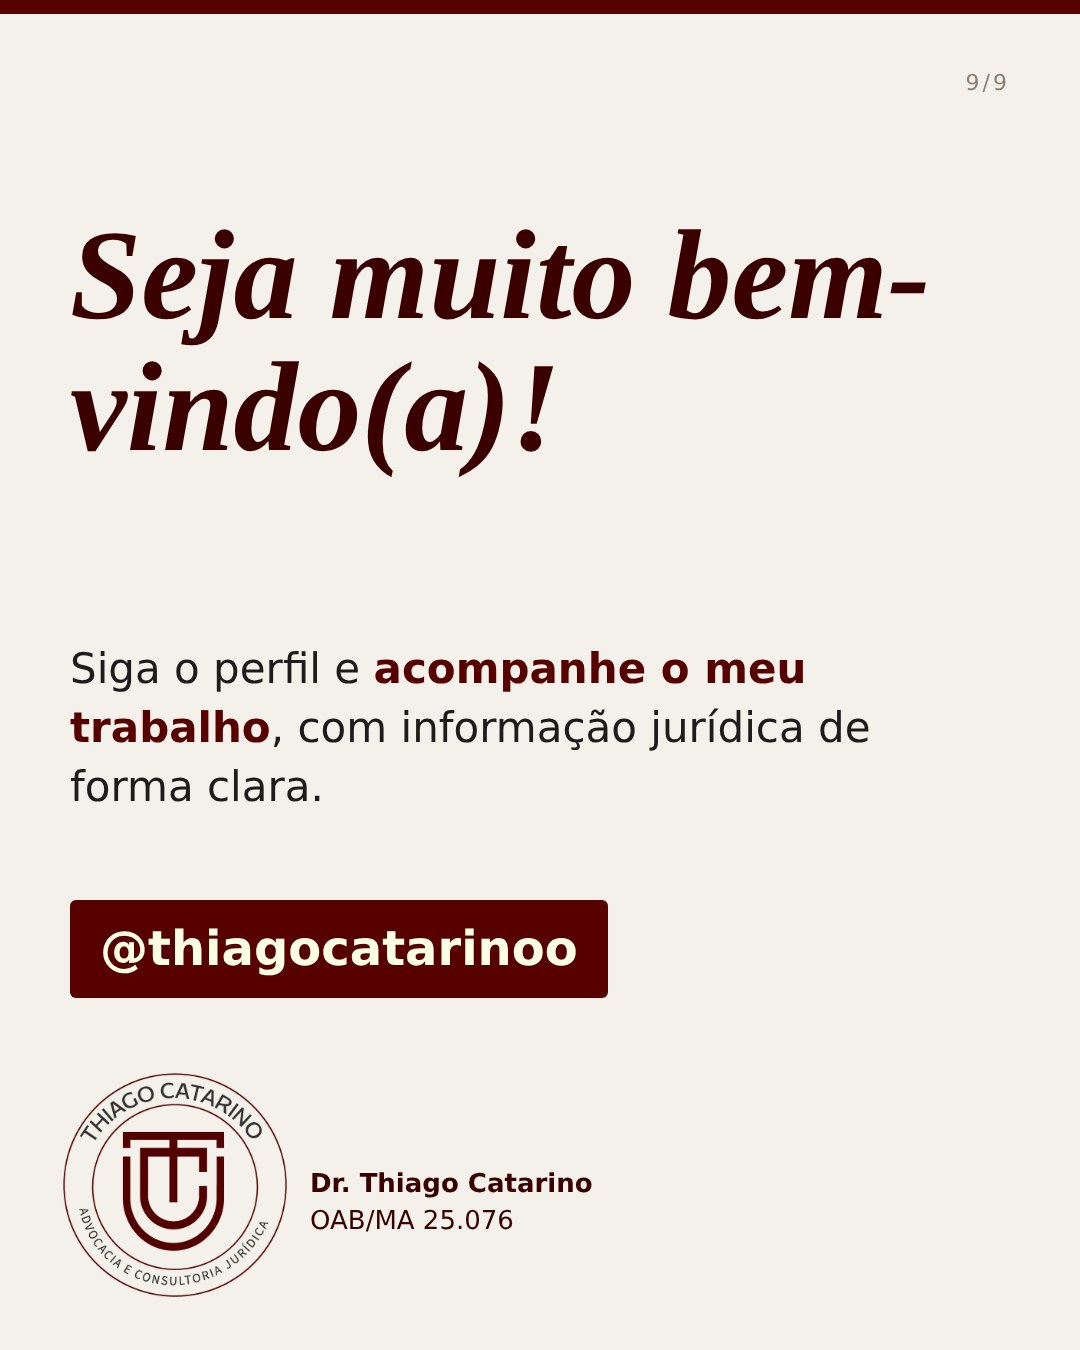 9/9
Seja muito bem-
vindo(a)!
Siga o perfil e acompanhe o meu
trabalho, com informação jurídica de
forma clara.
@thiagocatarinoo
THIAGO CATARINO
ADVOCACIA E CONSULTORIA JURÍDICA
Dr. Thiago Catarino
OAB/MA 25.076